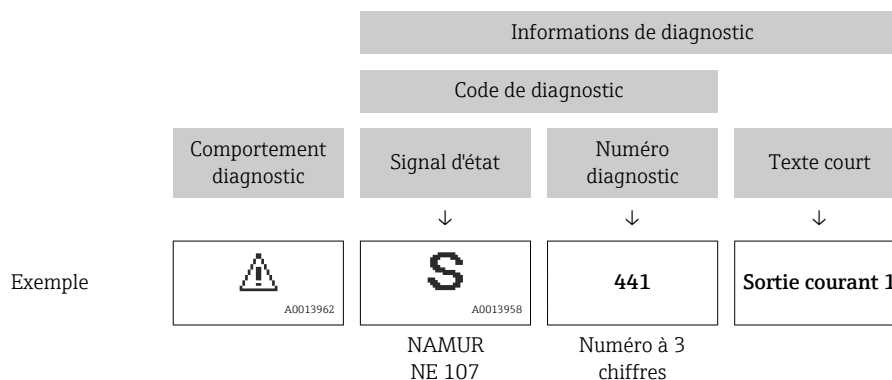 Informations de diagnostic
Code de diagnostic
Comportement
diagnostic
Signal d'état
Numéro
diagnostic
Texte court
↓ ↓ ↓
Exemple
A0013962
S
A0013958
441
Sortie courant 1
NAMUR
NE 107
Numéro à 3
chiffres